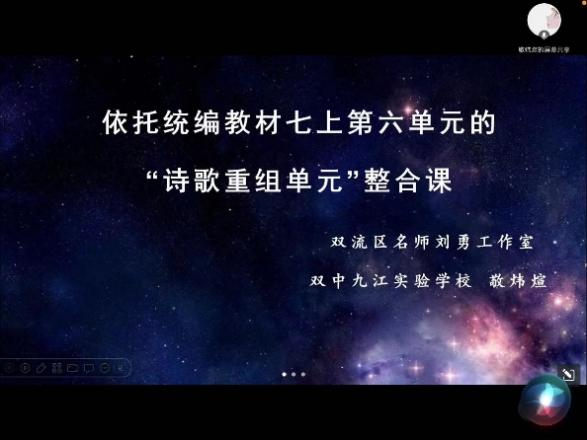 依托统编教材七上第六单元的
“诗歌重组单元”整合课
双流区名师刘勇工作室
双中九江实验学校 敬炜煊